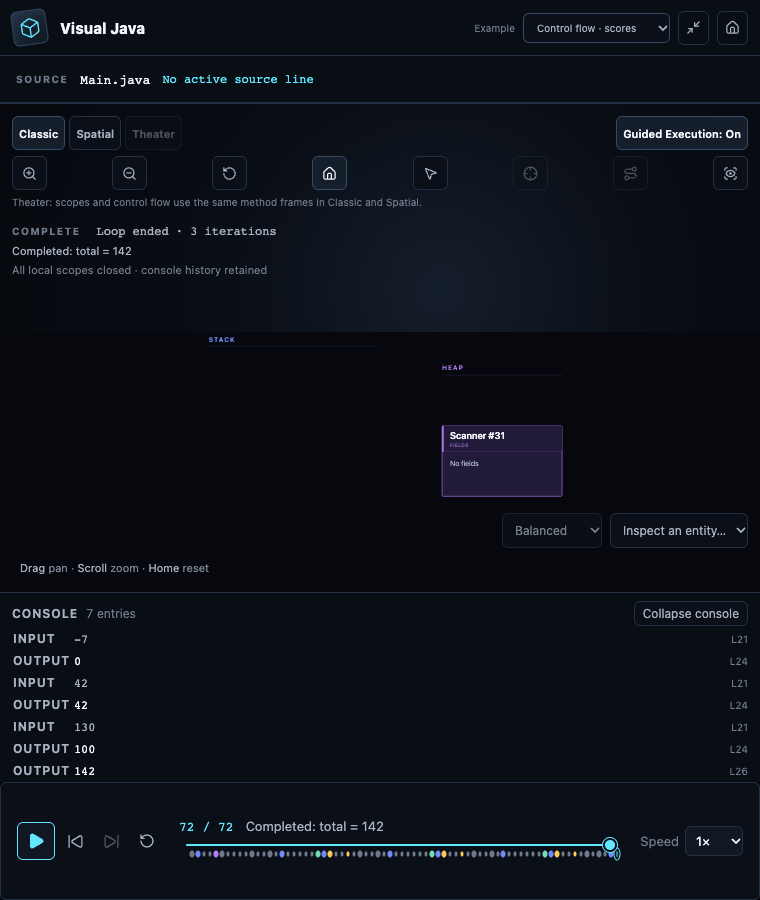 Visual Java
Example
Control flow · scores
SOURCE Main.java No active source line
Classic
Spatial
Theater
Guided Execution: On
Theater: scopes and control flow use the same method frames in Classic and Spatial.
COMPLETE Loop ended • 3 iterations
Completed: total = 142
All local scopes closed · console history retained
STACK
HEAP
Scanner #31
FIELDS
No fields
Balanced
Inspect an entity…
Drag pan · Scroll zoom · Home reset
CONSOLE 7 entries
Collapse console
INPUT −7 L21
OUTPUT 0 L24
INPUT 42 L21
OUTPUT 42 L24
INPUT 130 L21
OUTPUT 100 L24
OUTPUT 142 L26
72 / 72 Completed: total = 142
Speed 1×